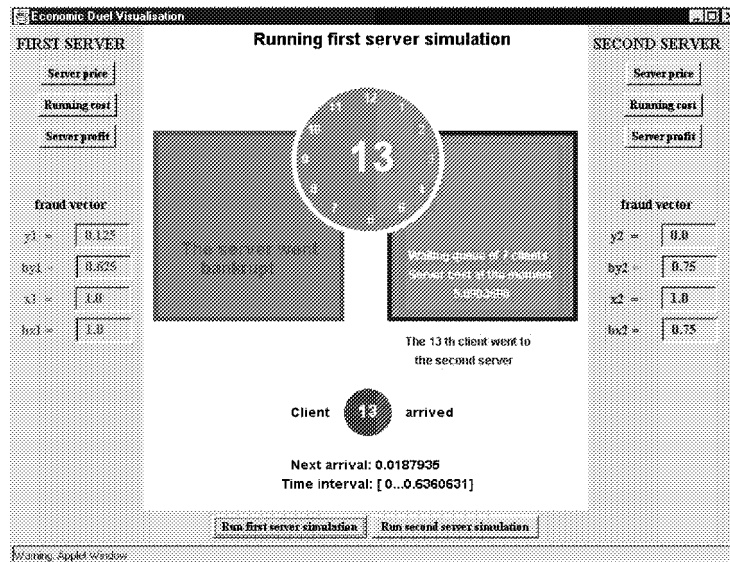 Economic Duel Visualisation
FIRST SERVER
Server price
Running cost
Server profit
fraud vector
y1 = 0.125
by1 = 0.625
x1 = 1.0
bx1 = 1.0
Running first server simulation
12
11 1
10 2
9 13 3
8 4
7 5
6
The server went
bankrupt
Waiting queue of 7 clients
Server cost at the moment
The 13 th client went to
the second server
Client 13 arrived
Next arrival: 0.0187935
Time interval: [ 0...0.6360631]
Run first server simulation
Run second server simulation
SECOND SERVER
Server price
Running cost
Server profit
fraud vector
y2 = 0.0
by2 = 0.75
x2 = 1.0
bx2 = 0.75
Warning: Applet Window